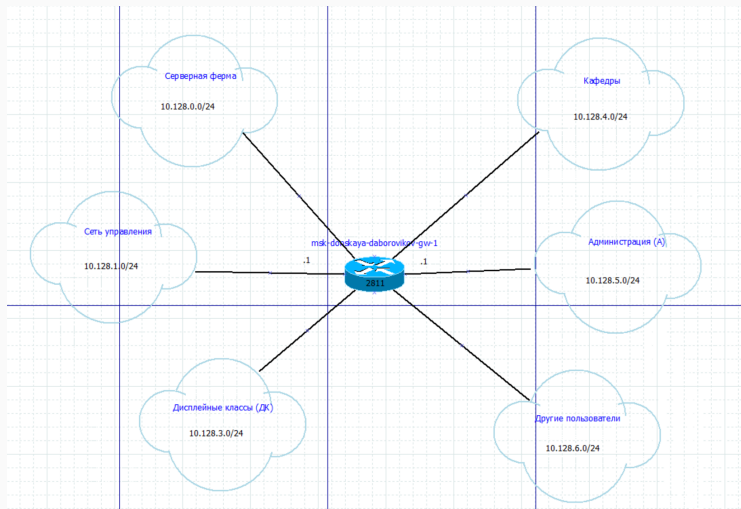 Серверная ферма
10.128.0.0/24
Кафедры
10.128.4.0/24
Сеть управления
10.128.1.0/24
msk-donskaya-daborovikov-gw-1
.1
.1
2811
Администрация (А)
10.128.5.0/24
Дисплейные классы (ДК)
10.128.3.0/24
Другие пользователи
10.128.6.0/24